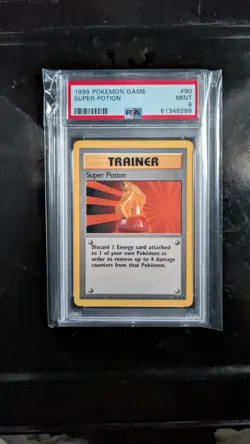 1999 POKEMON GAME #90
SUPER POTION MINT
9
PSA 61349286
TRAINER
Super Potion
Discard 1 Energy card attached
to 1 of your own Pokémon in
order to remove up to 4 damage
counters from that Pokémon.